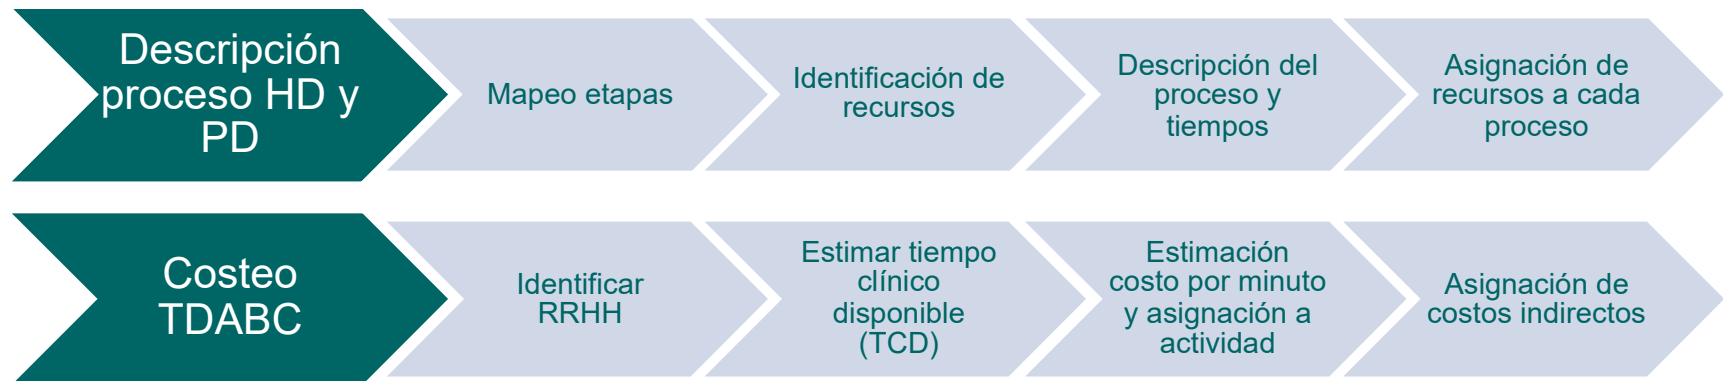 Descripción
proceso HD y
PD
Mapeo etapas
Identificación de
recursos
Descripción del
proceso y
tiempos
Asignación de
recursos a cada
proceso
Costeo
TDABC
Identificar
RRHH
Estimar tiempo
clínico
disponible
(TCD)
Estimación
costo por minuto
y asignación a
actividad
Asignación de
costos indirectos